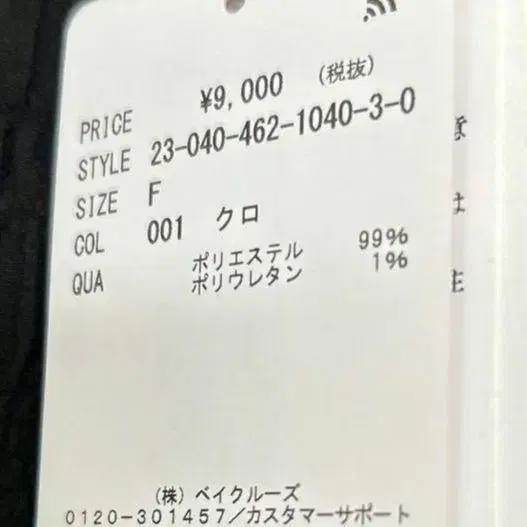 PRICE ¥9,000 (税抜)
STYLE 23-040-462-1040-3-0
SIZE F
COL 001 クロ
QUA ポリエステル 99%
ポリウレタン 1%
(株) ベイクルーズ
0120-301457/カスタマーサポート
は